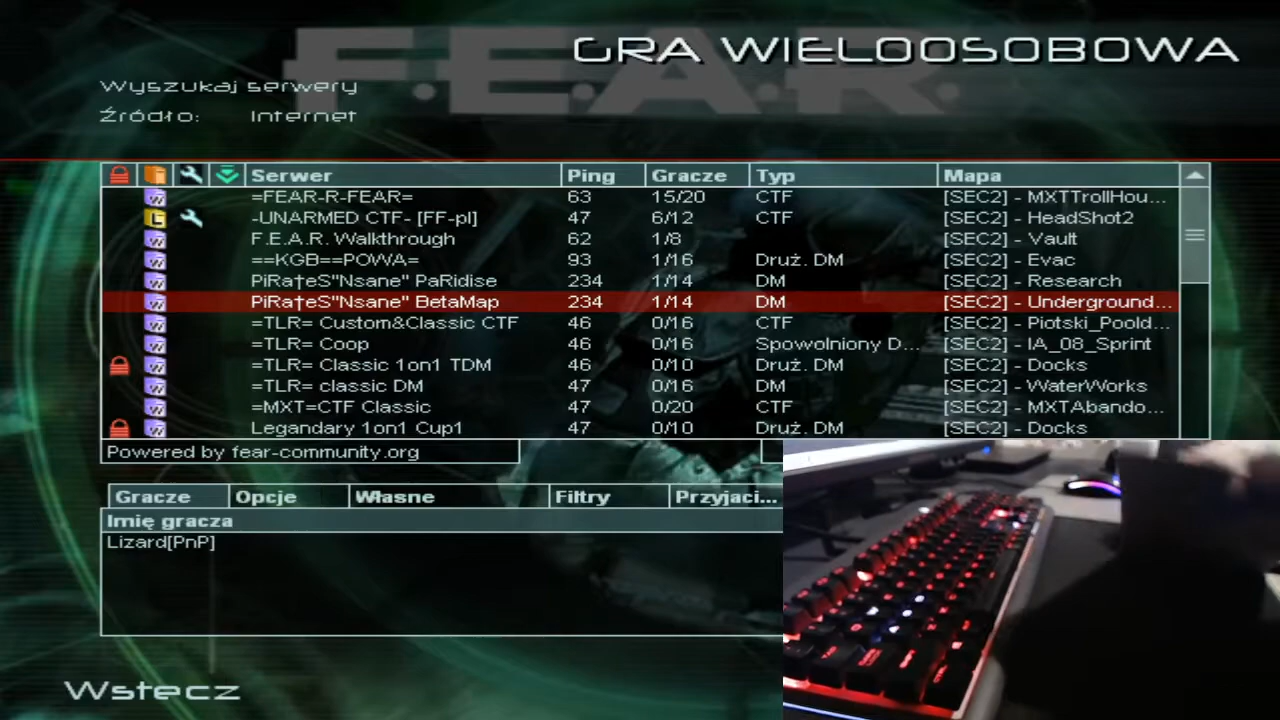 F.E.A.R.
GRA WIELOOSOBOWA
Wyszukaj serwery
Źródło: Internet
Serwer Ping Gracze Typ Mapa
=FEAR-R-FEAR= 63 15/20 CTF [SEC2] - MXTTrollHou...
-UNARMED CTF- [FF-pl] 47 6/12 CTF [SEC2] - HeadShot2
F.E.A.R. Walkthrough 62 1/8 [SEC2] - Vault
==KGB==POWA= 93 1/16 Druż. DM [SEC2] - Evac
PiRa†eS"Nsane" PaRidise 234 1/14 DM [SEC2] - Research
PiRa†eS"Nsane" BetaMap 234 1/14 DM [SEC2] - Underground...
=TLR= Custom&Classic CTF 46 0/16 CTF [SEC2] - Piotski_Poold...
=TLR= Coop 46 0/16 Spowolniony D... [SEC2] - IA_08_Sprint
=TLR= Classic 1on1 TDM 46 0/10 Druż. DM [SEC2] - Docks
=TLR= classic DM 47 0/16 DM [SEC2] - WaterWorks
=MXT=CTF Classic 47 0/20 CTF [SEC2] - MXTAbando...
Legandary 1on1 Cup1 47 0/10 Druż. DM [SEC2] - Docks
Powered by fear-community.org
Gracze Opcje Własne Filtry Przyjaci...
Imię gracza
Lizard[PnP]
Wstecz